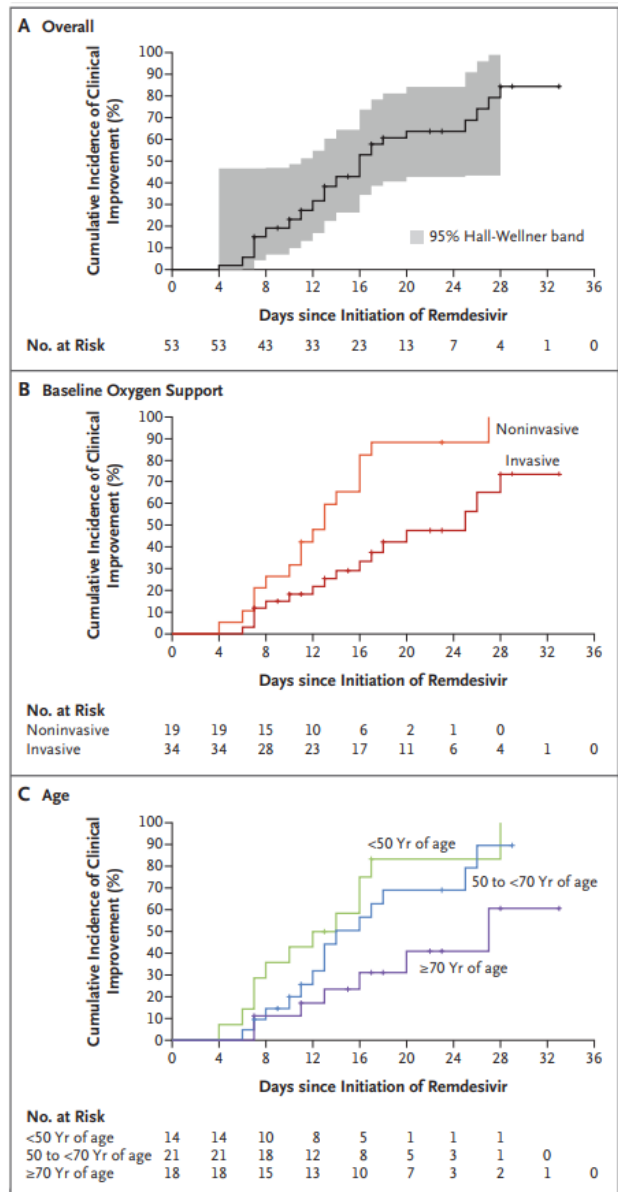 A Overall
100
90
80
70
60
50
40
30
20
10
0
Cumulative Incidence of Clinical
Improvement (%)
95% Hall-Wellner band
0 4 8 12 16 20 24 28 32 36
Days since Initiation of Remdesivir
No. at Risk 53 53 43 33 23 13 7 4 1 0
B Baseline Oxygen Support
100
90
80
70
60
50
40
30
20
10
0
Cumulative Incidence of Clinical
Improvement (%)
Noninvasive
Invasive
0 4 8 12 16 20 24 28 32 36
Days since Initiation of Remdesivir
No. at Risk
Noninvasive 19 19 15 10 6 2 1 0
Invasive 34 34 28 23 17 11 6 4 1 0
C Age
100
90
80
70
60
50
40
30
20
10
0
Cumulative Incidence of Clinical
Improvement (%)
<50 Yr of age
50 to <70 Yr of age
≥70 Yr of age
0 4 8 12 16 20 24 28 32 36
Days since Initiation of Remdesivir
No. at Risk
<50 Yr of age 14 14 10 8 5 1 1 1
50 to <70 Yr of age 21 21 18 12 8 5 3 1 0
≥70 Yr of age 18 18 15 13 10 7 3 2 1 0